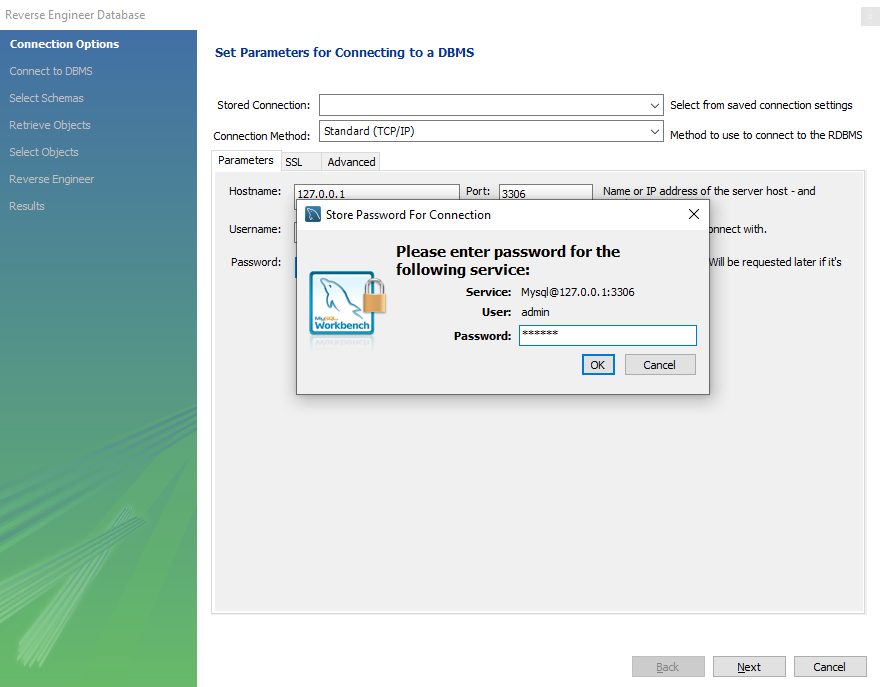 Reverse Engineer Database
Connection Options
Connect to DBMS
Select Schemas
Retrieve Objects
Select Objects
Reverse Engineer
Results
Set Parameters for Connecting to a DBMS
Stored Connection: Select from saved connection settings
Connection Method: Standard (TCP/IP) Method to use to connect to the RDBMS
Parameters SSL Advanced
Hostname: 127.0.0.1 Port: 3306 Name or IP address of the server host - and
Username: connect with.
Password: Will be requested later if it's
Store Password For Connection
Please enter password for the
following service:
Service: Mysql@127.0.0.1:3306
User: admin
Password: ******
MySQL
Workbench
OK Cancel
Back Next Cancel